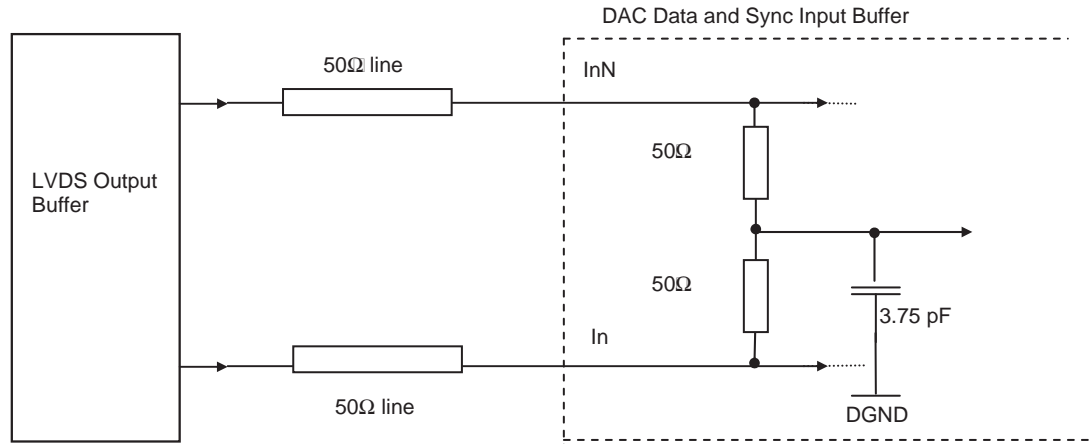 DAC Data and Sync Input Buffer
50Ω line
InN
50Ω
LVDS Output
Buffer
50Ω
3.75 pF
In
50Ω line
DGND